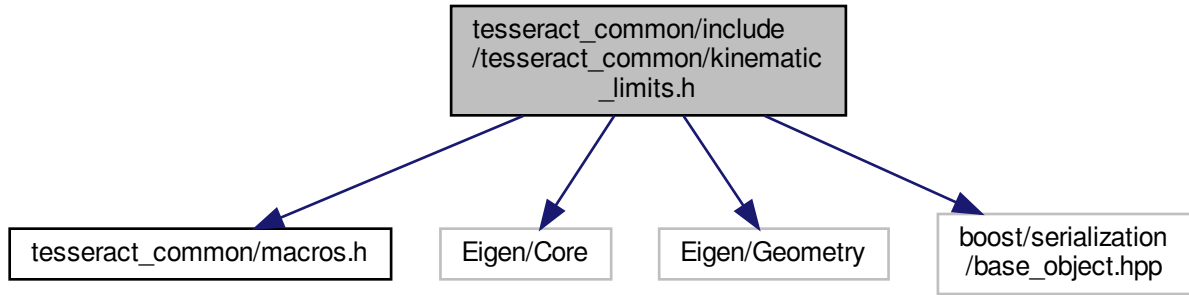 tesseract_common/include
/tesseract_common/kinematic
_limits.h
tesseract_common/macros.h
Eigen/Core
Eigen/Geometry
boost/serialization
/base_object.hpp